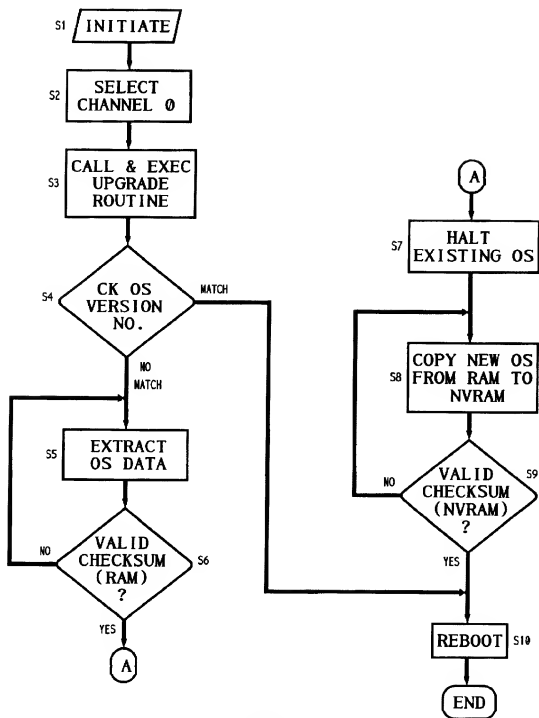 S1
INITIATE
S2
SELECT
CHANNEL 0
S3
CALL & EXEC
UPGRADE
ROUTINE
S4
CK OS
VERSION
NO.
MATCH
NO
MATCH
S5
EXTRACT
OS DATA
S6
VALID
CHECKSUM
(RAM)
?
NO
YES
A
A
S7
HALT
EXISTING OS
S8
COPY NEW OS
FROM RAM TO
NVRAM
S9
VALID
CHECKSUM
(NVRAM)
?
NO
YES
REBOOT
S10
END